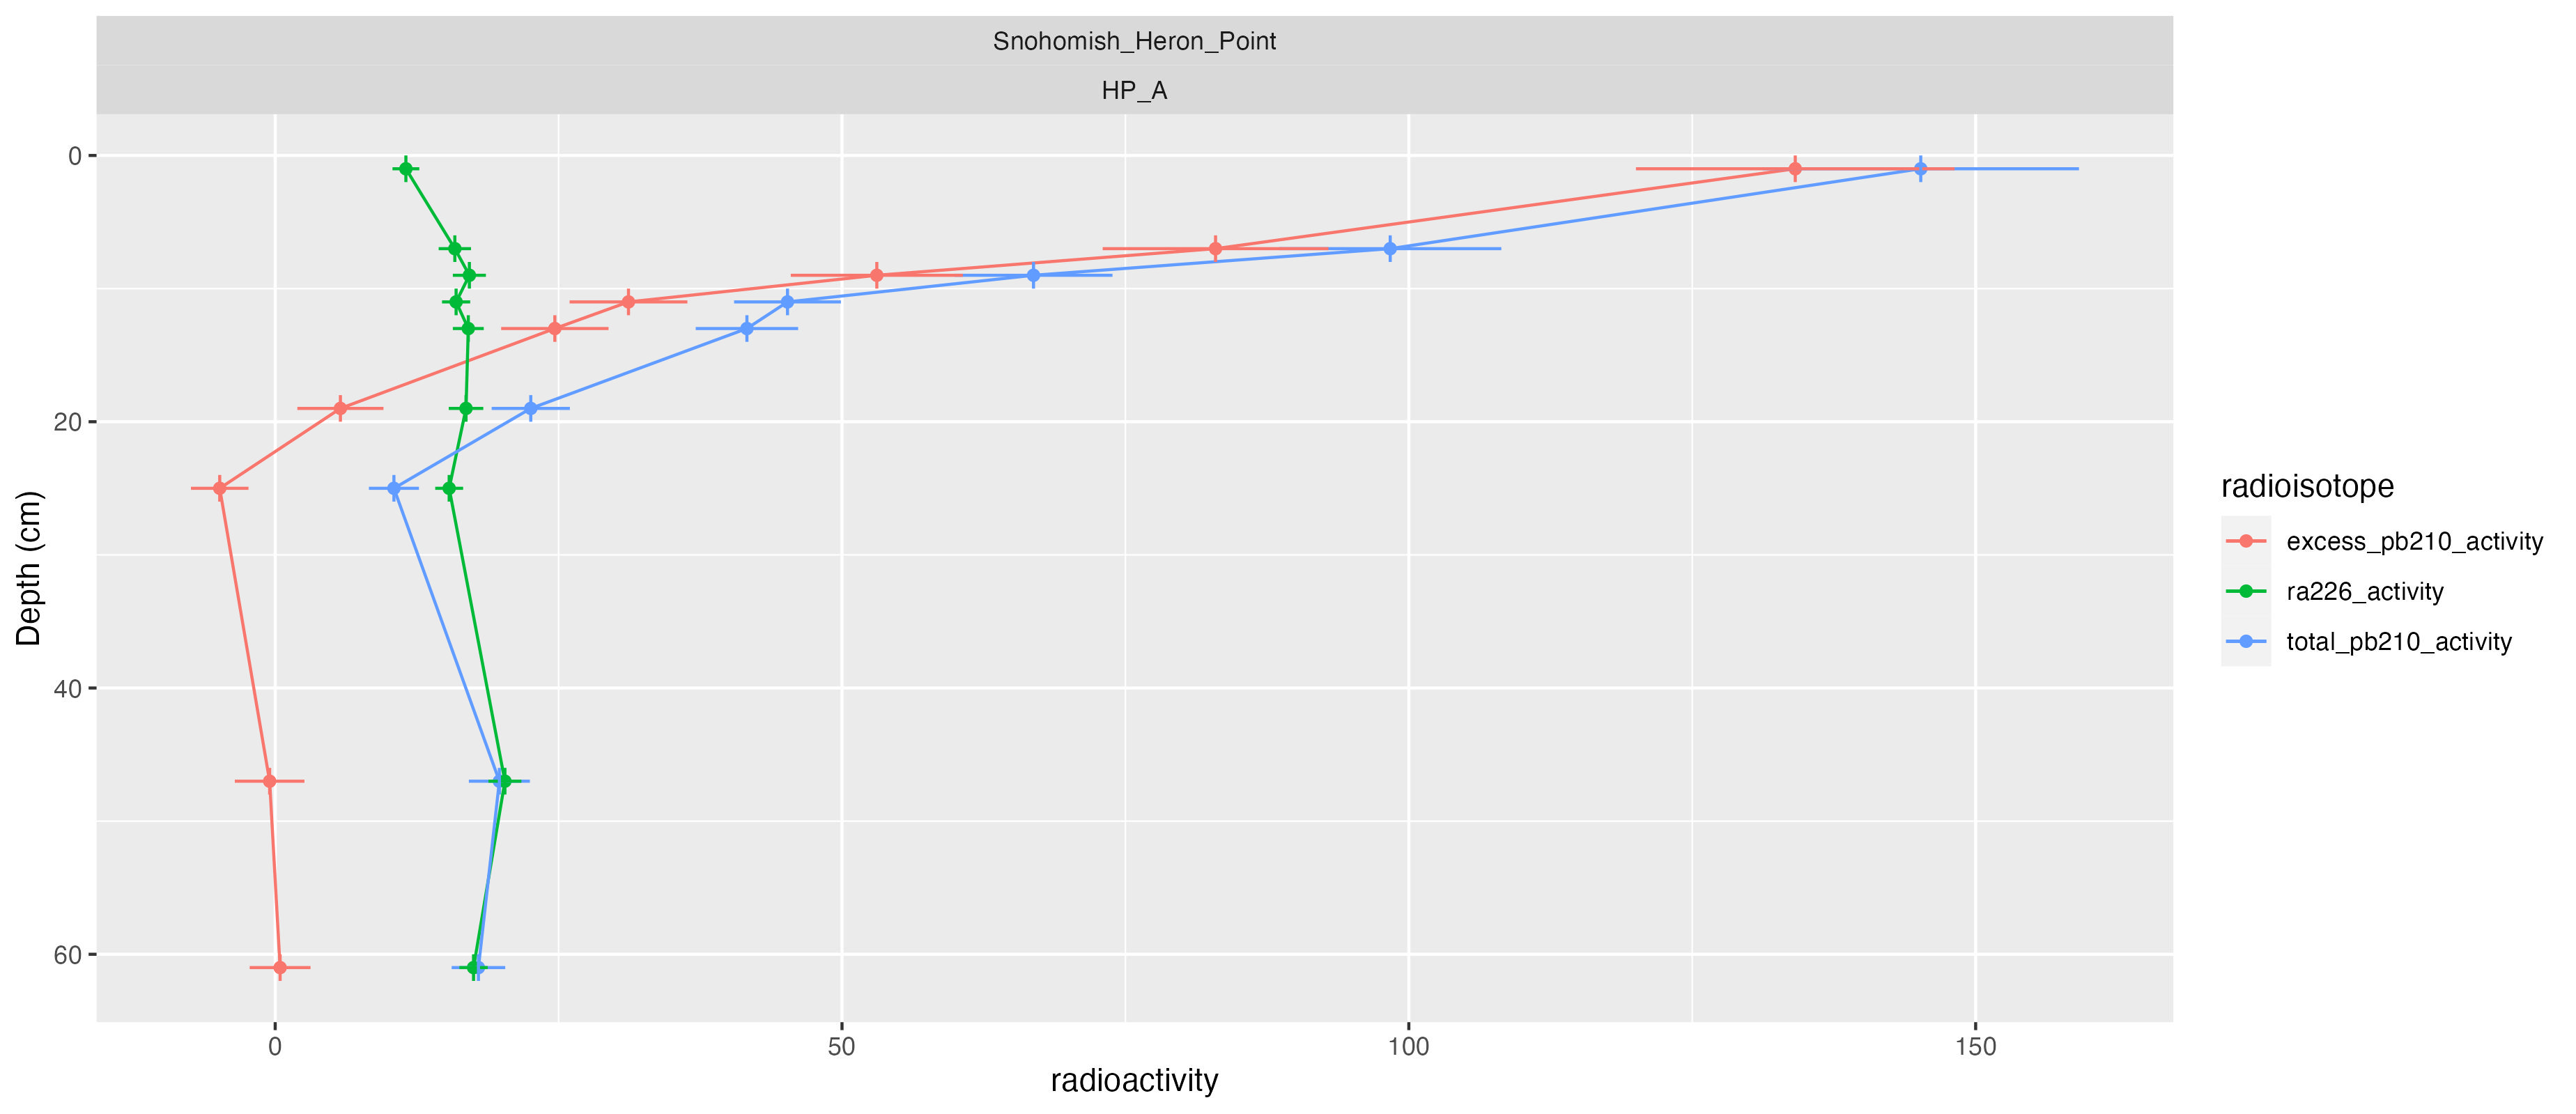 Snohomish_Heron_Point
HP_A
0
20
40
60
Depth (cm)
0 50 100 150
radioactivity
radioisotope
excess_pb210_activity
ra226_activity
total_pb210_activity